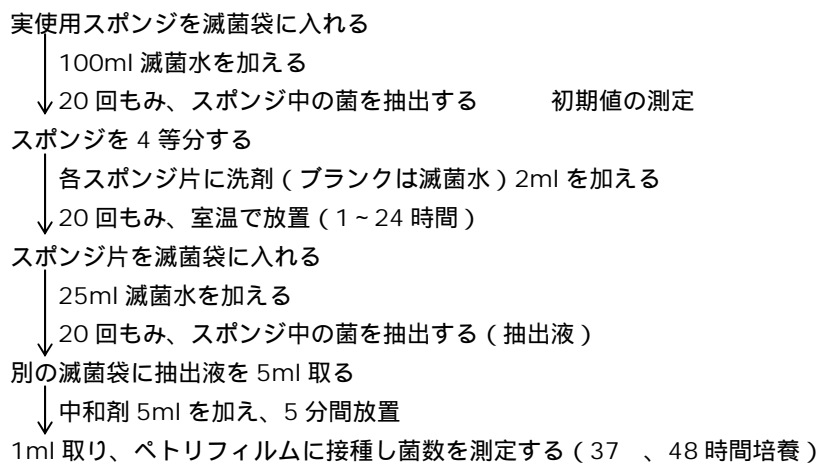 実使用スポンジを滅菌袋に入れる
100ml 滅菌水を加える
20 回もみ、スポンジ中の菌を抽出する　　初期値の測定
スポンジを 4 等分する
各スポンジ片に洗剤（ブランクは滅菌水）2ml を加える
20 回もみ、室温で放置（1~24 時間）
スポンジ片を滅菌袋に入れる
25ml 滅菌水を加える
20 回もみ、スポンジ中の菌を抽出する（抽出液）
別の滅菌袋に抽出液を 5ml 取る
中和剤 5ml を加え、5 分間放置
1ml 取り、ペトリフィルムに接種し菌数を測定する（37　、48 時間培養）